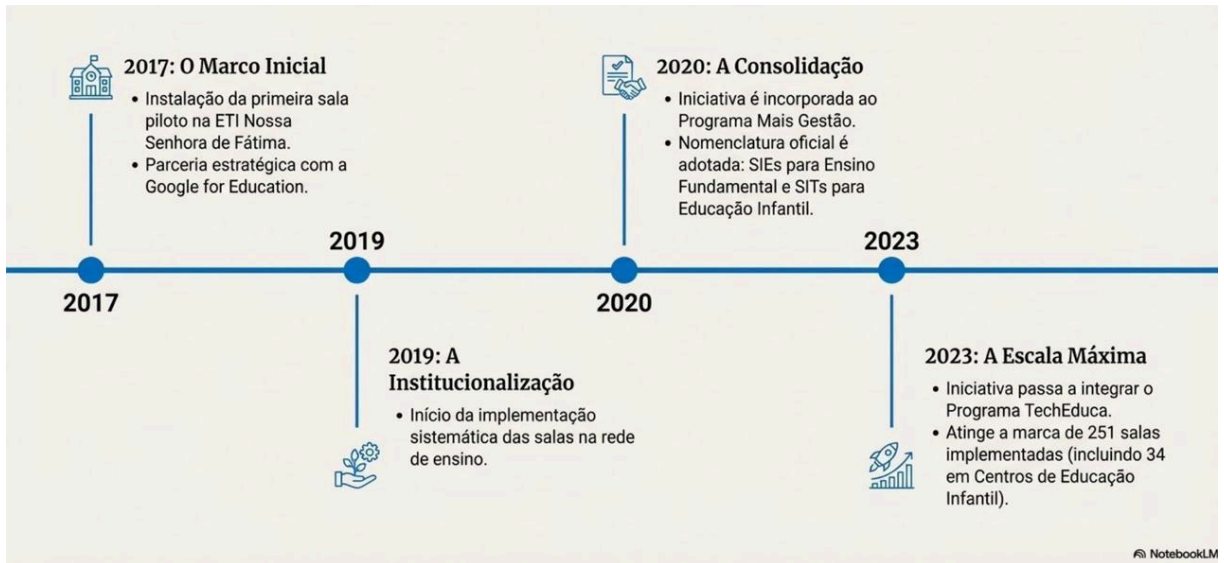 2017: O Marco Inicial
• Instalação da primeira sala
piloto na ETI Nossa
Senhora de Fátima.
• Parceria estratégica com a
Google for Education.
2020: A Consolidação
• Iniciativa é incorporada ao
Programa Mais Gestão.
• Nomenclatura oficial é
adotada: SIEs para Ensino
Fundamental e SITs para
Educação Infantil.
2019
2023
2017
2020
2019: A
Institucionalização
• Início da implementação
sistemática das salas na rede
de ensino.
2023: A Escala Máxima
• Iniciativa passa a integrar o
Programa TechEduca.
• Atinge a marca de 251 salas
implementadas (incluindo 34
em Centros de Educação
Infantil).
NotebookLM